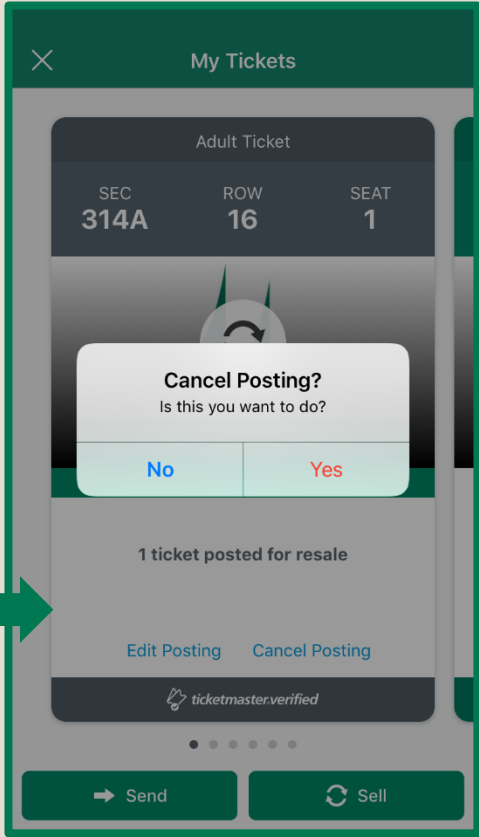 My Tickets
Adult Ticket
SEC ROW SEAT
314A 16 1
Cancel Posting?
Is this you want to do?
No Yes
1 ticket posted for resale
Edit Posting Cancel Posting
ticketmaster.verified
Send Sell